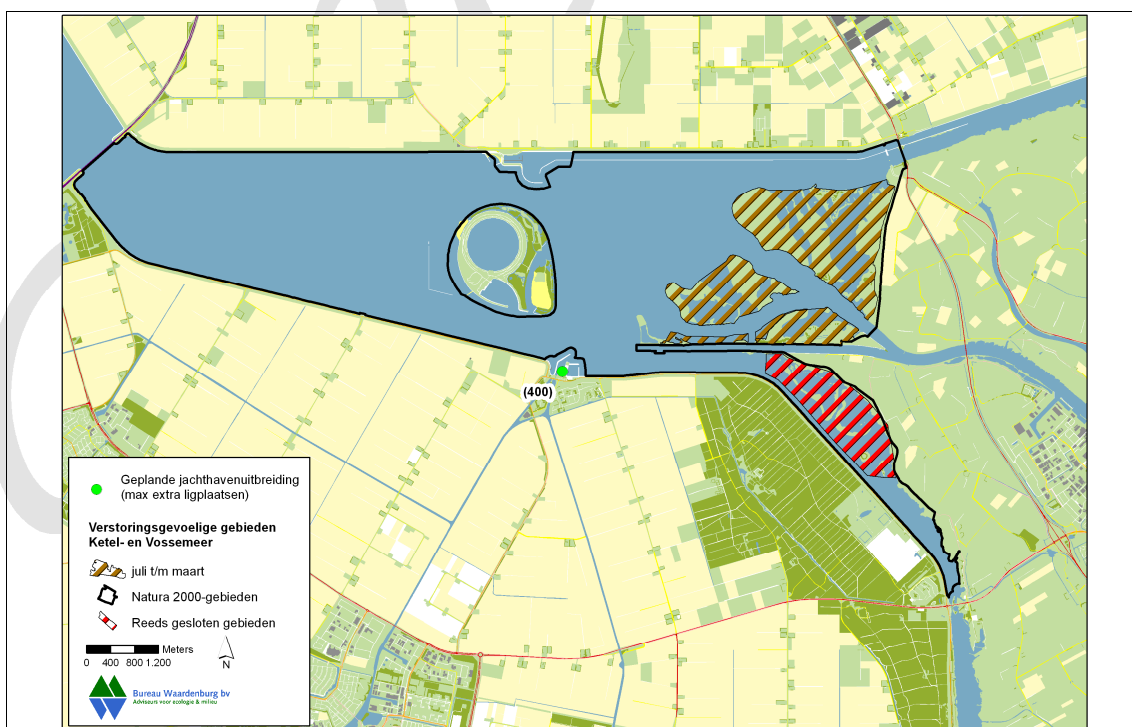 (400)
Geplande jachthavenuitbreiding
(max extra ligplaatsen)
Verstoringsgevoelige gebieden
Ketel- en Vossemeer
juli t/m maart
Natura 2000-gebieden
Reeds gesloten gebieden
Meters
0 400 800 1.200
N
Bureau Waardenburg bv
Adviseurs voor ecologie & milieu